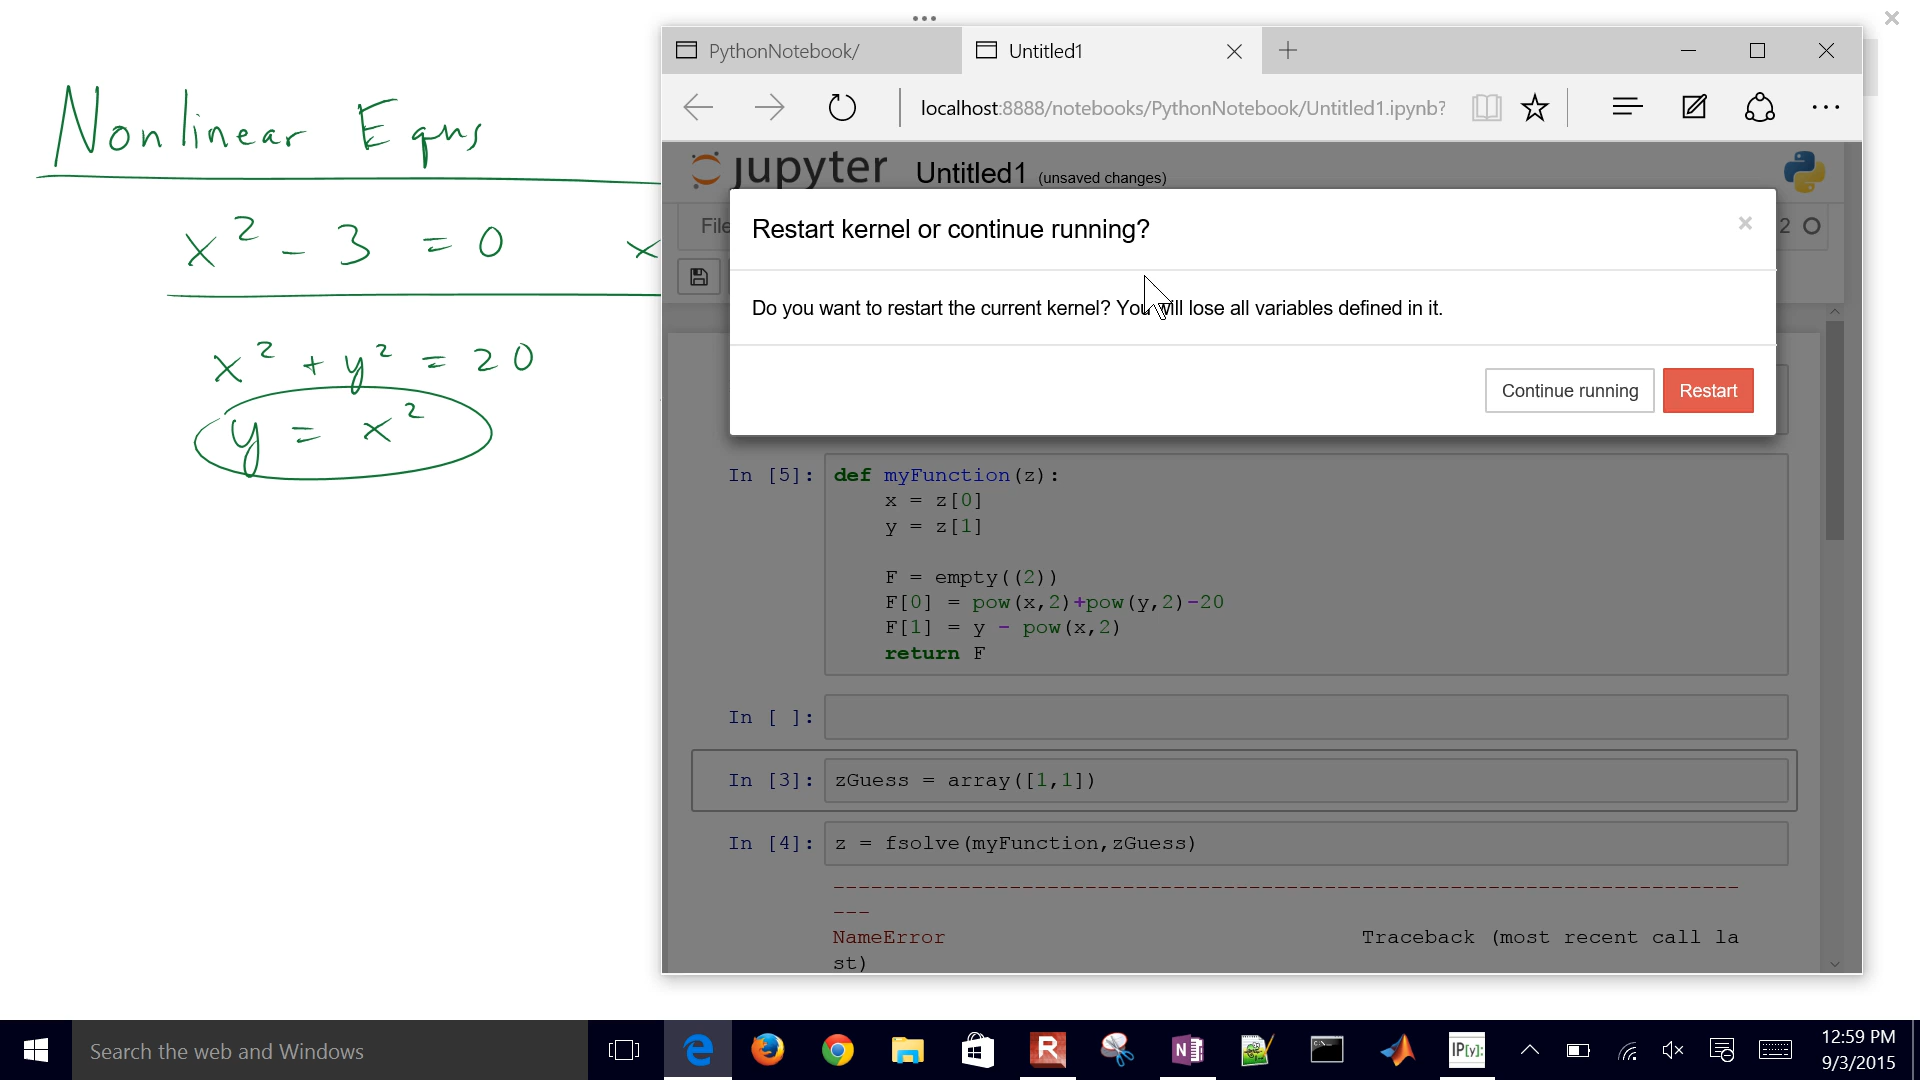 Nonlinear Eqns
x² - 3 = 0 x
x² + y² = 20
y = x²
PythonNotebook/
Untitled1
localhost:8888/notebooks/PythonNotebook/Untitled1.ipynb?
jupyter Untitled1 (unsaved changes)
File
2
Restart kernel or continue running?
Do you want to restart the current kernel? You will lose all variables defined in it.
Continue running Restart
In [5]: def myFunction(z):
x = z[0]
y = z[1]
F = empty((2))
F[0] = pow(x,2)+pow(y,2)-20
F[1] = y - pow(x,2)
return F
In [ ]:
In [3]: zGuess = array([1,1])
In [4]: z = fsolve(myFunction,zGuess)
---------------------------------------------------------------------------
NameError Traceback (most recent call la
st)
Search the web and Windows
R
N
IP[y]:
12:59 PM
9/3/2015